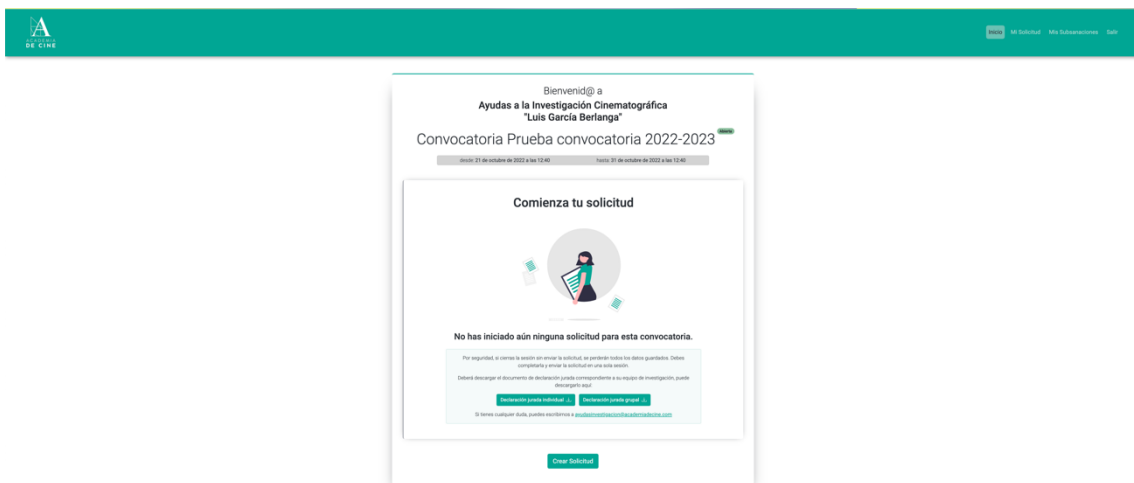 ACADEMIA
DE CINE
Inicio Mi Solicitud Mis Subsanaciones Salir
Bienvenid@ a
Ayudas a la Investigación Cinematográfica
"Luis García Berlanga"
Convocatoria Prueba convocatoria 2022-2023 Abierta
desde: 21 de octubre de 2022 a las 12:40 hasta: 31 de octubre de 2022 a las 12:40
Comienza tu solicitud
No has iniciado aún ninguna solicitud para esta convocatoria.
Por seguridad, si cierras la sesión sin enviar la solicitud, se perderán todos los datos guardados. Debes
completarla y enviar la solicitud en una sola sesión.
Deberá descargar el documento de declaración jurada correspondiente a su equipo de investigación, puede
descargarlo aquí:
Declaración jurada individual Declaración jurada grupal
Si tienes cualquier duda, puedes escribirnos a ayudasinvestigacion@academiadecine.com
Crear Solicitud